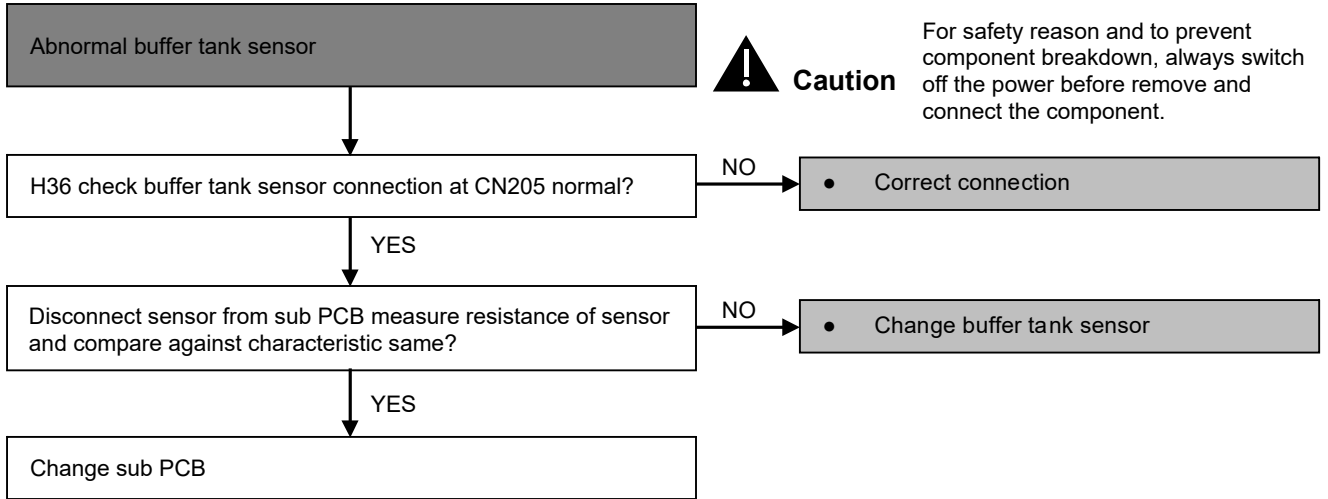 Abnormal buffer tank sensor
Caution
For safety reason and to prevent
component breakdown, always switch
off the power before remove and
connect the component.
H36 check buffer tank sensor connection at CN205 normal?
NO
● Correct connection
YES
Disconnect sensor from sub PCB measure resistance of sensor
and compare against characteristic same?
NO
● Change buffer tank sensor
YES
Change sub PCB